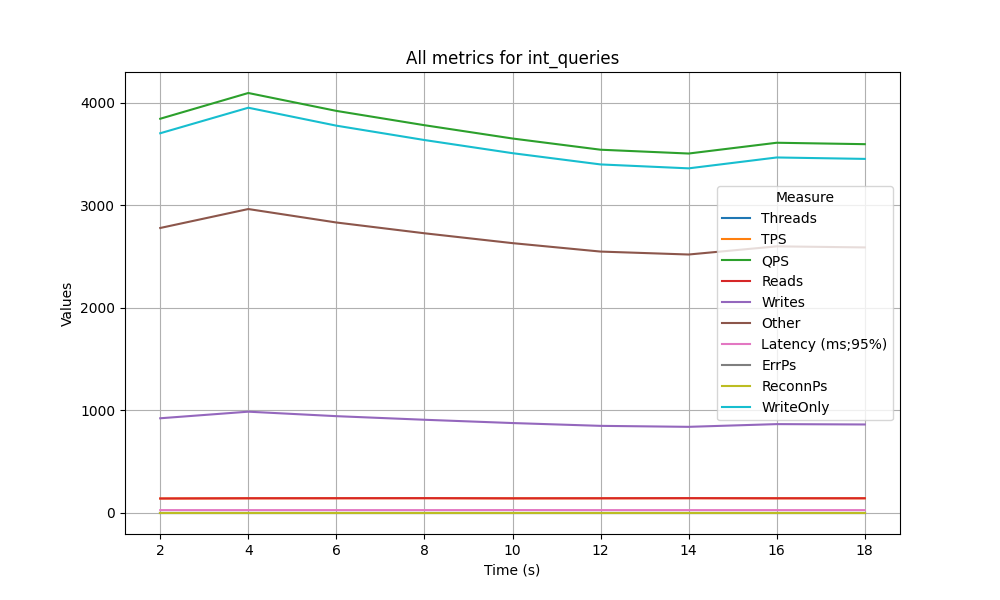 All metrics for int_queries
Values
4000
3000
2000
1000
0
Measure
Threads
TPS
QPS
Reads
Writes
Other
Latency (ms;95%)
ErrPs
ReconnPs
WriteOnly
2 4 6 8 10 12 14 16 18
Time (s)